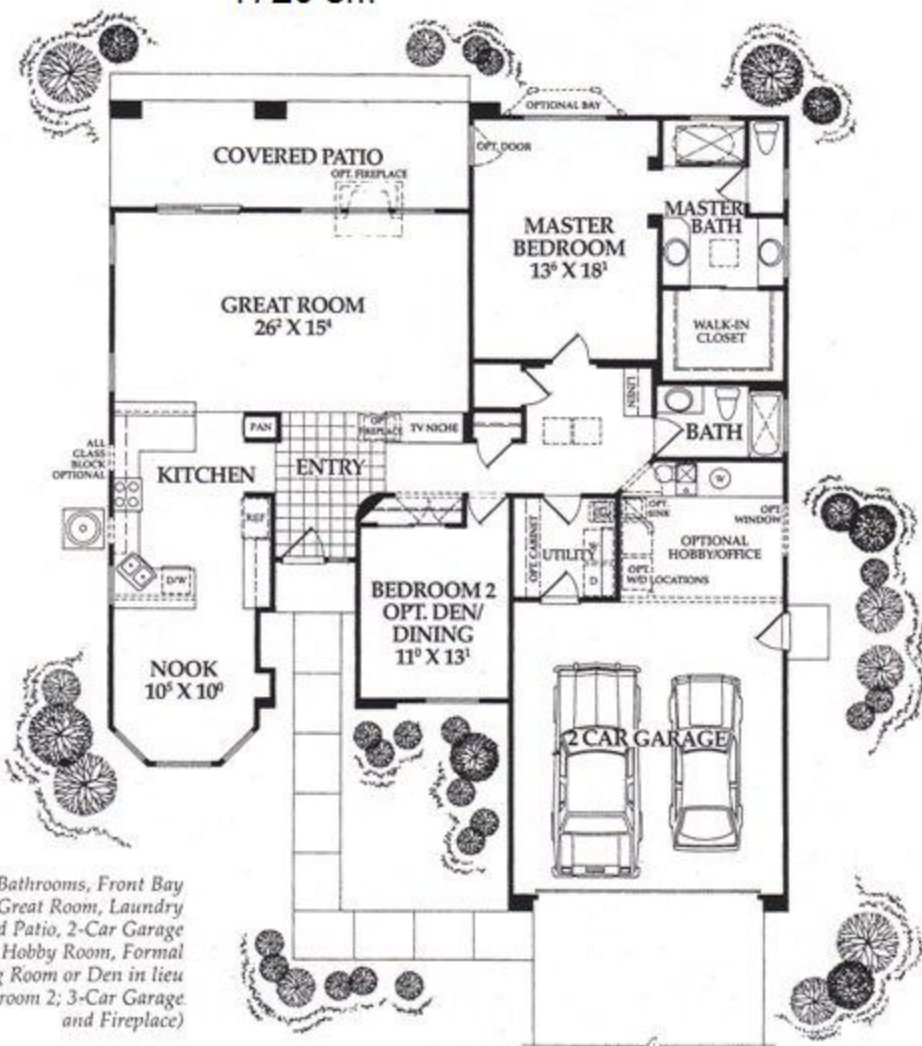 COVERED PATIO
OPT. FIREPLACE
OPTIONAL BAY
OPT. DOOR
MASTER
BEDROOM
13⁶ X 18¹
MASTER
BATH
WALK-IN
CLOSET
GREAT ROOM
26² X 15⁴
LINEN
BATH
PAN
OPT
FIREPLACE
TV NICHE
ALL
GLASS
BLOCK
OPTIONAL
KITCHEN
ENTRY
REF
D/W
OPT. CABINET
UTILITY
D
W
OPT.
SINK
OPT
WINDOW
OPTIONAL
HOBBY/OFFICE
OPT.
W/D LOCATIONS
BEDROOM 2
OPT. DEN/
DINING
11⁰ X 13¹
NOOK
10⁵ X 10⁰
2 CAR GARAGE
Bathrooms, Front Bay
Great Room, Laundry
d Patio, 2-Car Garage
Hobby Room, Formal
g Room or Den in lieu
room 2; 3-Car Garage
and Fireplace)